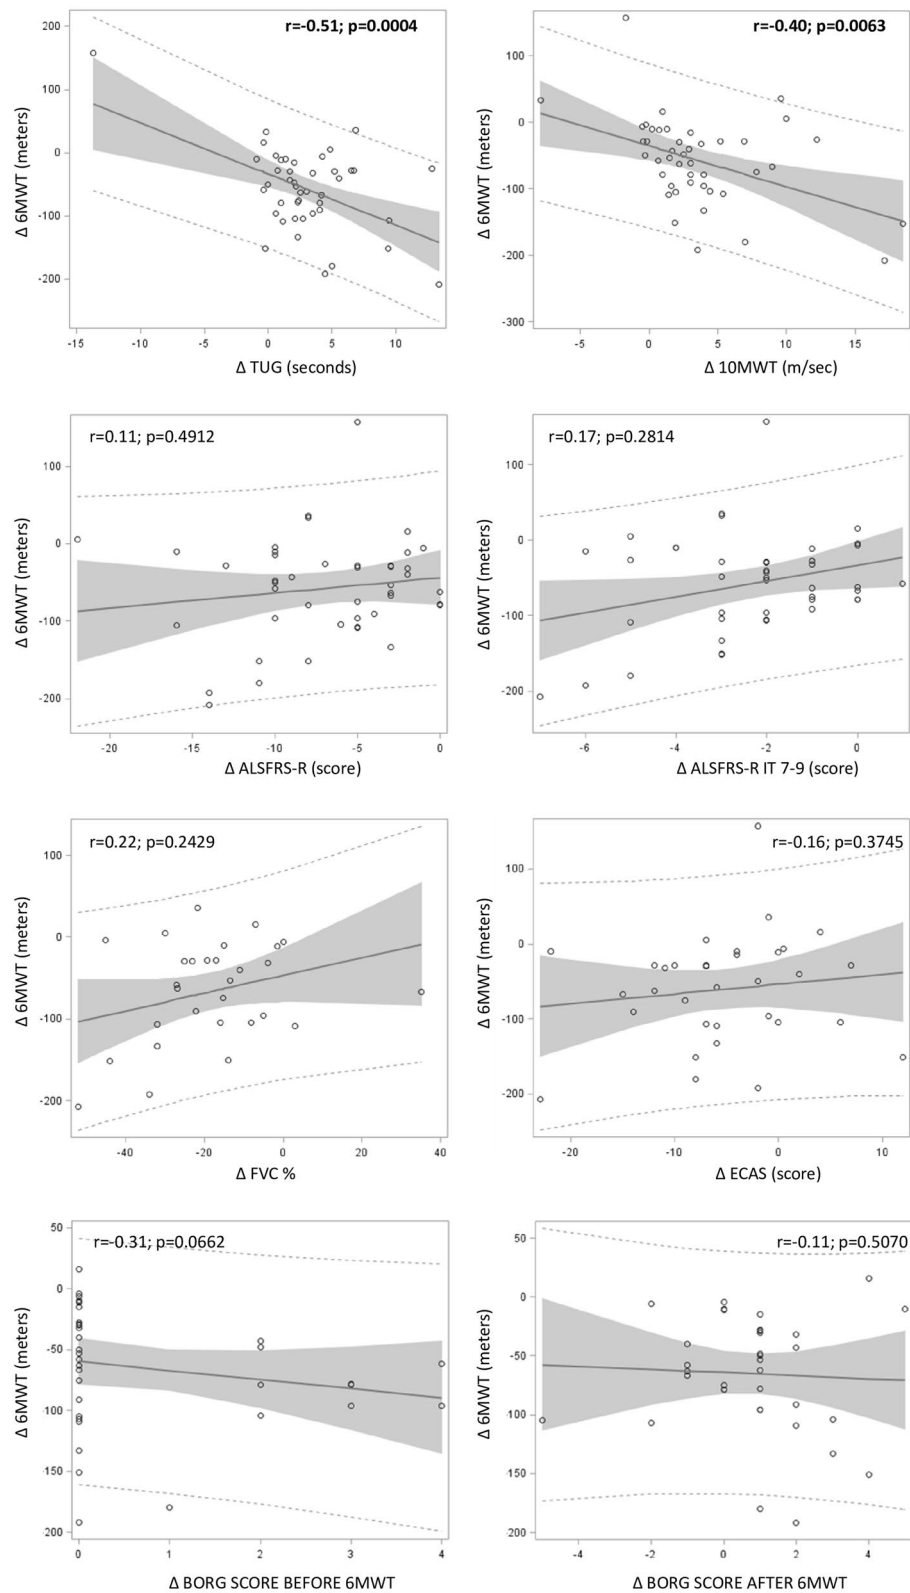 r=-0.51; p=0.0004
200
100
0
-100
-200
Δ 6MWT (meters)
-15 -10 -5 0 5 10
Δ TUG (seconds)
r=-0.40; p=0.0063
100
0
-100
-200
-300
Δ 6MWT (meters)
-5 0 5 10 15
Δ 10MWT (m/sec)
r=0.11; p=0.4912
100
0
-100
-200
Δ 6MWT (meters)
-20 -15 -10 -5 0
Δ ALSFRS-R (score)
r=0.17; p=0.2814
100
0
-100
-200
Δ 6MWT (meters)
-6 -4 -2 0
Δ ALSFRS-R IT 7-9 (score)
r=0.22; p=0.2429
100
0
-100
-200
Δ 6MWT (meters)
-40 -20 0 20 40
Δ FVC %
r=-0.16; p=0.3745
100
0
-100
-200
Δ 6MWT (meters)
-20 -10 0 10
Δ ECAS (score)
r=-0.31; p=0.0662
50
0
-50
100
150
200
Δ 6MWT (meters)
0 1 2 3 4
Δ BORG SCORE BEFORE 6MWT
r=-0.11; p=0.5070
50
0
-50
100
150
200
Δ 6MWT (meters)
-4 -2 0 2 4
Δ BORG SCORE AFTER 6MWT